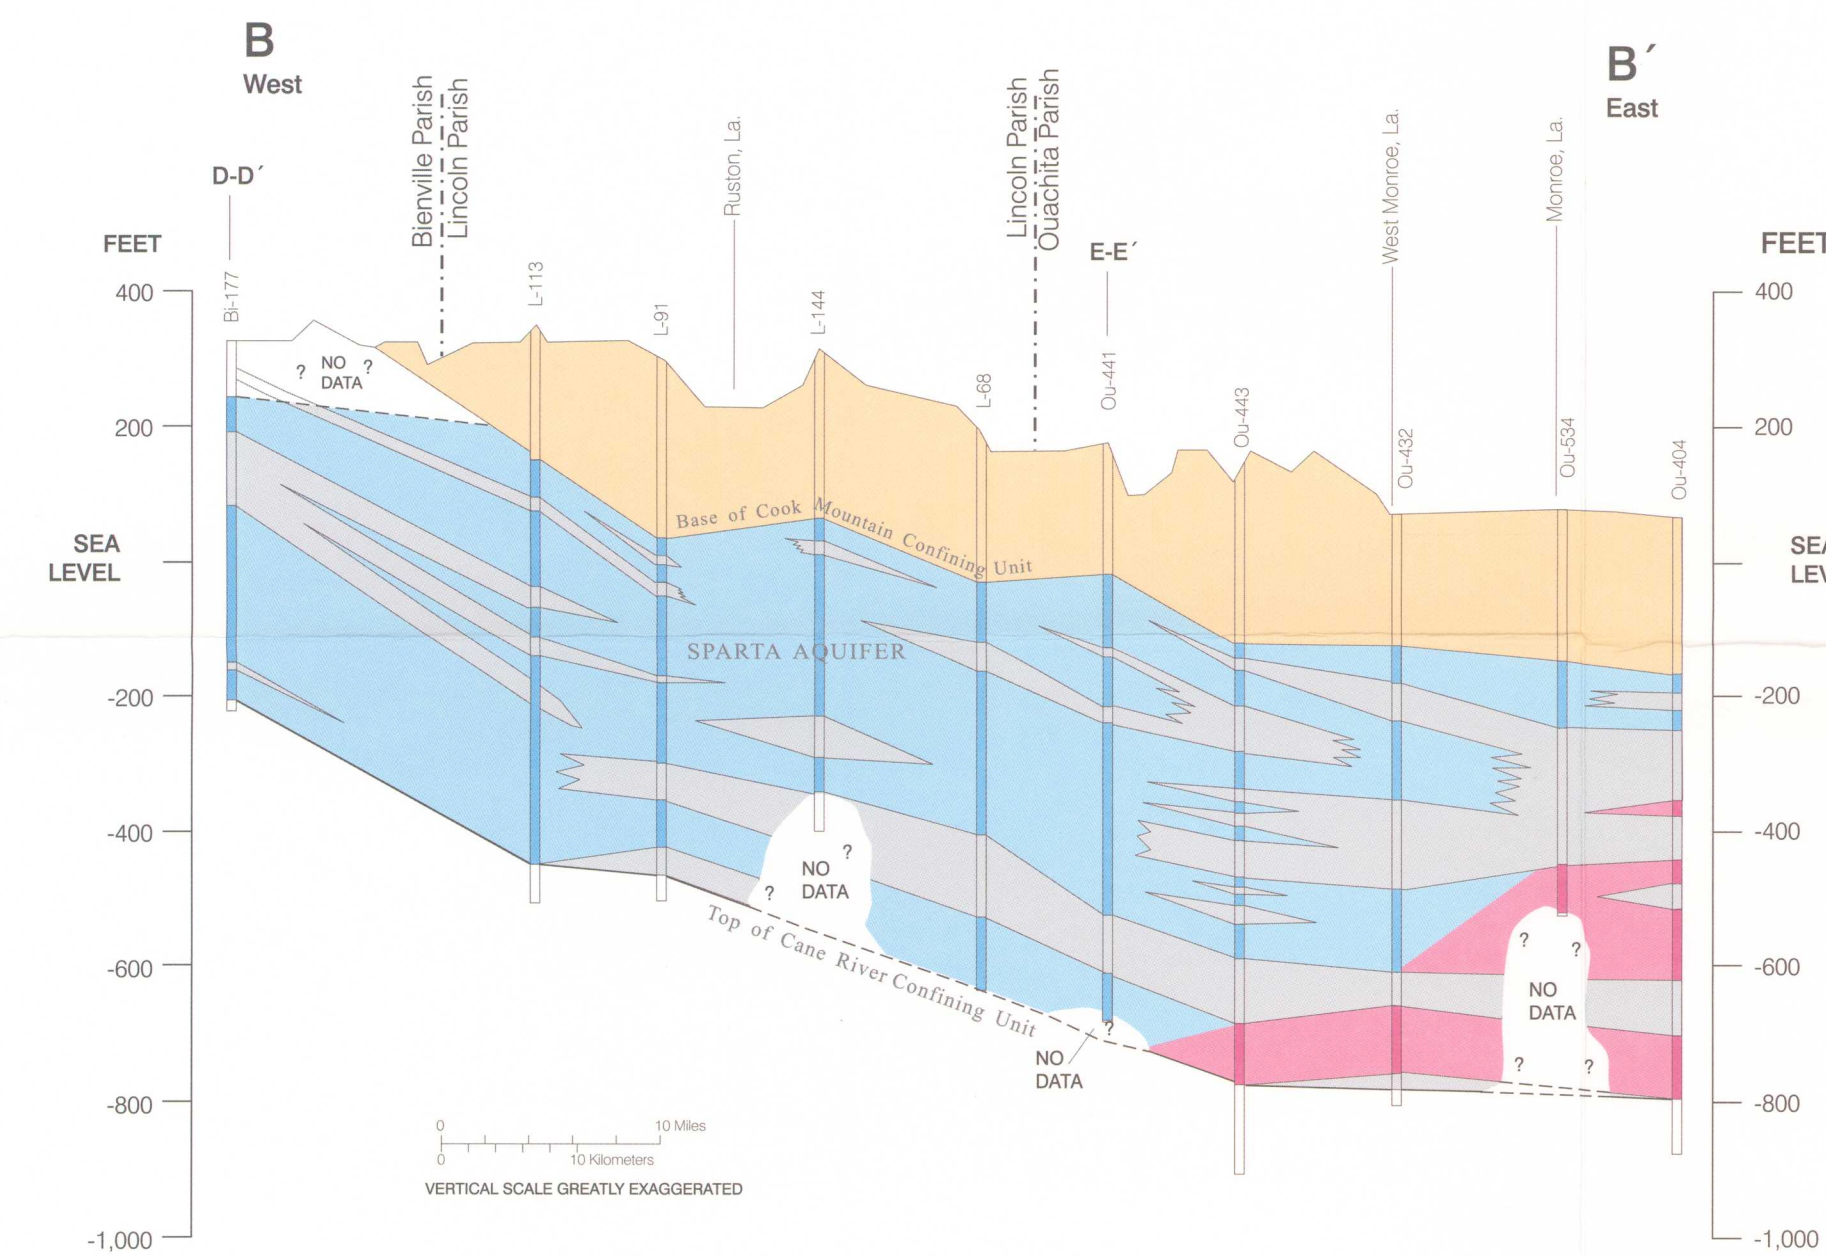 B
West
B´
East
Bienville Parish
Lincoln Parish
Ruston, La.
Lincoln Parish
Ouachita Parish
West Monroe, La.
Monroe, La.
D-D´
E-E´
FEET
FEET
400
200
SEA
LEVEL
-200
-400
-600
-800
-1,000
400
200
SEA
LEV
-200
-400
-600
-800
-1,000
Bi-177
L-113
L-91
L-144
L-68
Ou-441
Ou-443
Ou-432
Ou-534
Ou-404
? NO ?
DATA
Base of Cook Mountain Confining Unit
SPARTA AQUIFER
?
NO
DATA
?
Top of Cane River Confining Unit
?
NO
DATA
? ?
NO
DATA
? ?
0 10 Miles
0 10 Kilometers
VERTICAL SCALE GREATLY EXAGGERATED